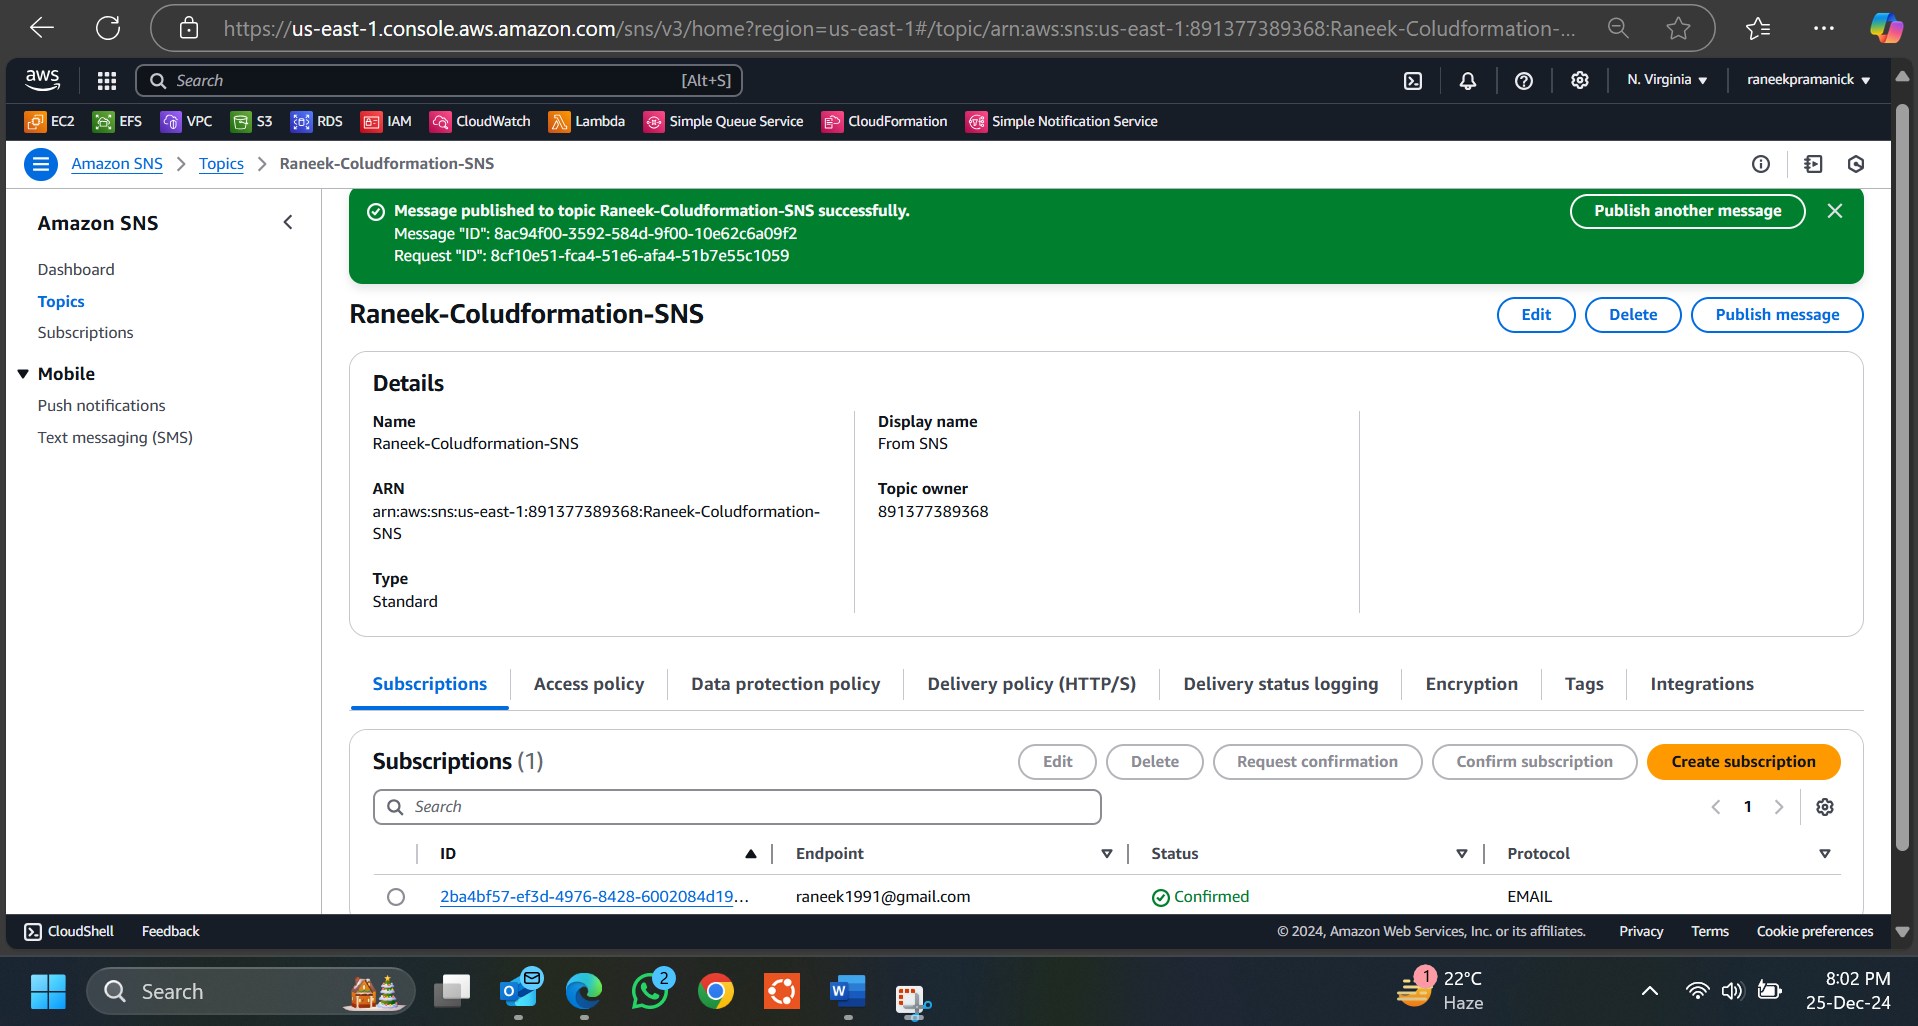 https://us-east-1.console.aws.amazon.com/sns/v3/home?region=us-east-1#/topic/arn:aws:sns:us-east-1:891377389368:Raneek-Coludformation-...
aws
Search [Alt+S]
N. Virginia
raneekpramanick
EC2 EFS VPC S3 RDS IAM CloudWatch Lambda Simple Queue Service CloudFormation Simple Notification Service
Amazon SNS Topics Raneek-Coludformation-SNS
Amazon SNS
Dashboard
Topics
Subscriptions
Mobile
Push notifications
Text messaging (SMS)
Message published to topic Raneek-Coludformation-SNS successfully.
Message "ID": 8ac94f00-3592-584d-9f00-10e62c6a09f2
Request "ID": 8cf10e51-fca4-51e6-afa4-51b7e55c1059
Publish another message
Raneek-Coludformation-SNS
Edit Delete Publish message
Details
Name
Raneek-Coludformation-SNS
ARN
arn:aws:sns:us-east-1:891377389368:Raneek-Coludformation-
SNS
Type
Standard
Display name
From SNS
Topic owner
891377389368
Subscriptions Access policy Data protection policy Delivery policy (HTTP/S) Delivery status logging Encryption Tags Integrations
Subscriptions (1)
Edit Delete Request confirmation Confirm subscription Create subscription
Search
1
ID Endpoint Status Protocol
2ba4bf57-ef3d-4976-8428-6002084d19... raneek1991@gmail.com Confirmed EMAIL
CloudShell Feedback
© 2024, Amazon Web Services, Inc. or its affiliates. Privacy Terms Cookie preferences
Search
2
1
22°C
Haze
8:02 PM
25-Dec-24